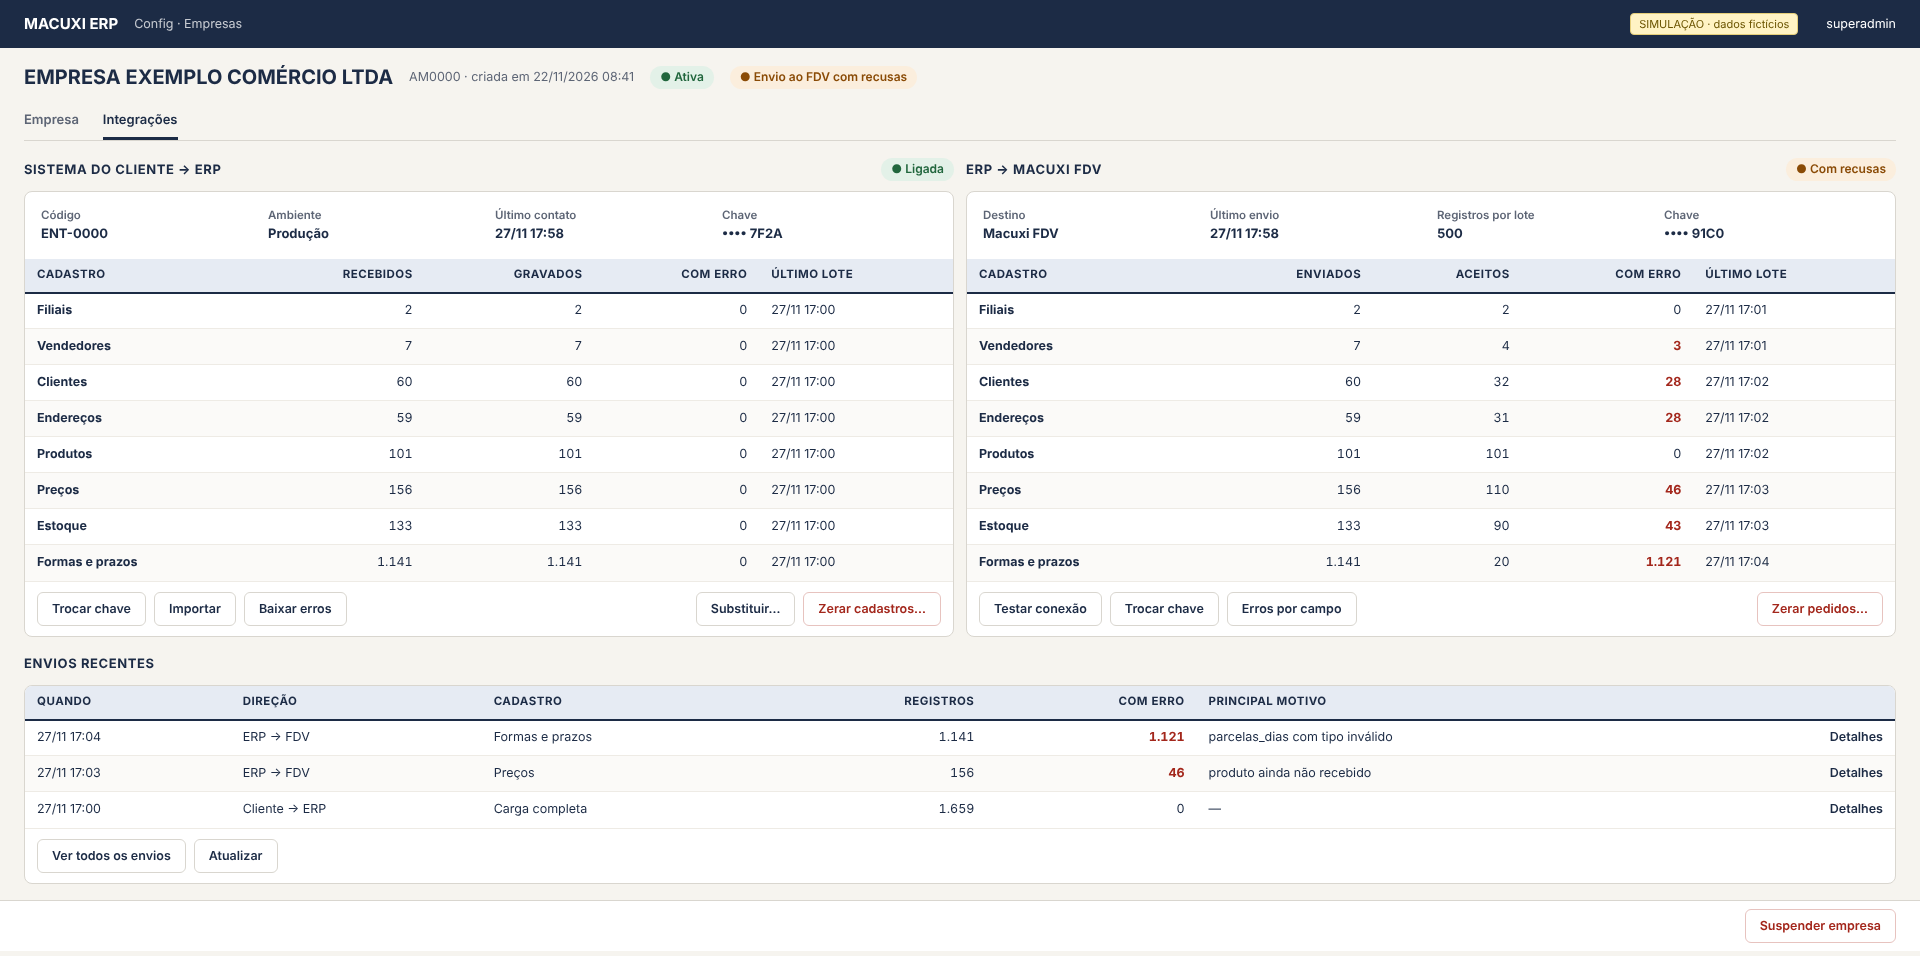 MACUXI ERP Config · Empresas SIMULAÇÃO · dados fictícios superadmin
EMPRESA EXEMPLO COMÉRCIO LTDA AM0000 · criada em 22/11/2026 08:41 Ativa Envio ao FDV com recusas
Empresa Integrações
SISTEMA DO CLIENTE → ERP Ligada
Código Ambiente Último contato Chave
ENT-0000 Produção 27/11 17:58 •••• 7F2A
CADASTRO RECEBIDOS GRAVADOS COM ERRO ÚLTIMO LOTE
Filiais 2 2 0 27/11 17:00
Vendedores 7 7 0 27/11 17:00
Clientes 60 60 0 27/11 17:00
Endereços 59 59 0 27/11 17:00
Produtos 101 101 0 27/11 17:00
Preços 156 156 0 27/11 17:00
Estoque 133 133 0 27/11 17:00
Formas e prazos 1.141 1.141 0 27/11 17:00
Trocar chave Importar Baixar erros Substituir... Zerar cadastros...
ERP → MACUXI FDV Com recusas
Destino Último envio Registros por lote Chave
Macuxi FDV 27/11 17:58 500 •••• 91C0
CADASTRO ENVIADOS ACEITOS COM ERRO ÚLTIMO LOTE
Filiais 2 2 0 27/11 17:01
Vendedores 7 4 3 27/11 17:01
Clientes 60 32 28 27/11 17:02
Endereços 59 31 28 27/11 17:02
Produtos 101 101 0 27/11 17:02
Preços 156 110 46 27/11 17:03
Estoque 133 90 43 27/11 17:03
Formas e prazos 1.141 20 1.121 27/11 17:04
Testar conexão Trocar chave Erros por campo Zerar pedidos...
ENVIOS RECENTES
QUANDO DIREÇÃO CADASTRO REGISTROS COM ERRO PRINCIPAL MOTIVO
27/11 17:04 ERP → FDV Formas e prazos 1.141 1.121 parcelas_dias com tipo inválido Detalhes
27/11 17:03 ERP → FDV Preços 156 46 produto ainda não recebido Detalhes
27/11 17:00 Cliente → ERP Carga completa 1.659 0 — Detalhes
Ver todos os envios Atualizar
Suspender empresa